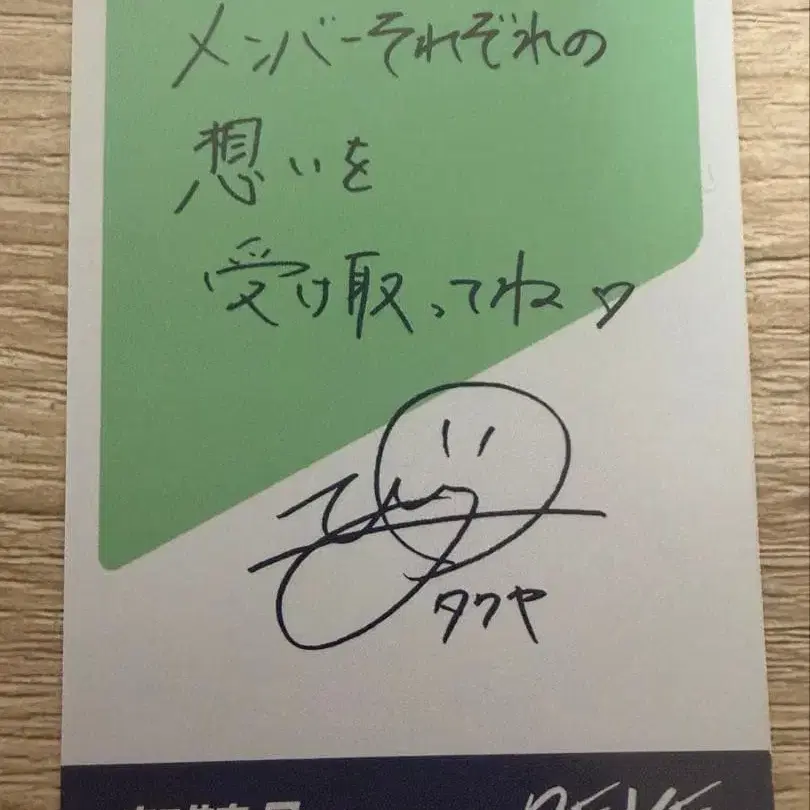 メンバーそれぞれの
想いを
受け取ってね♡
タクヤ